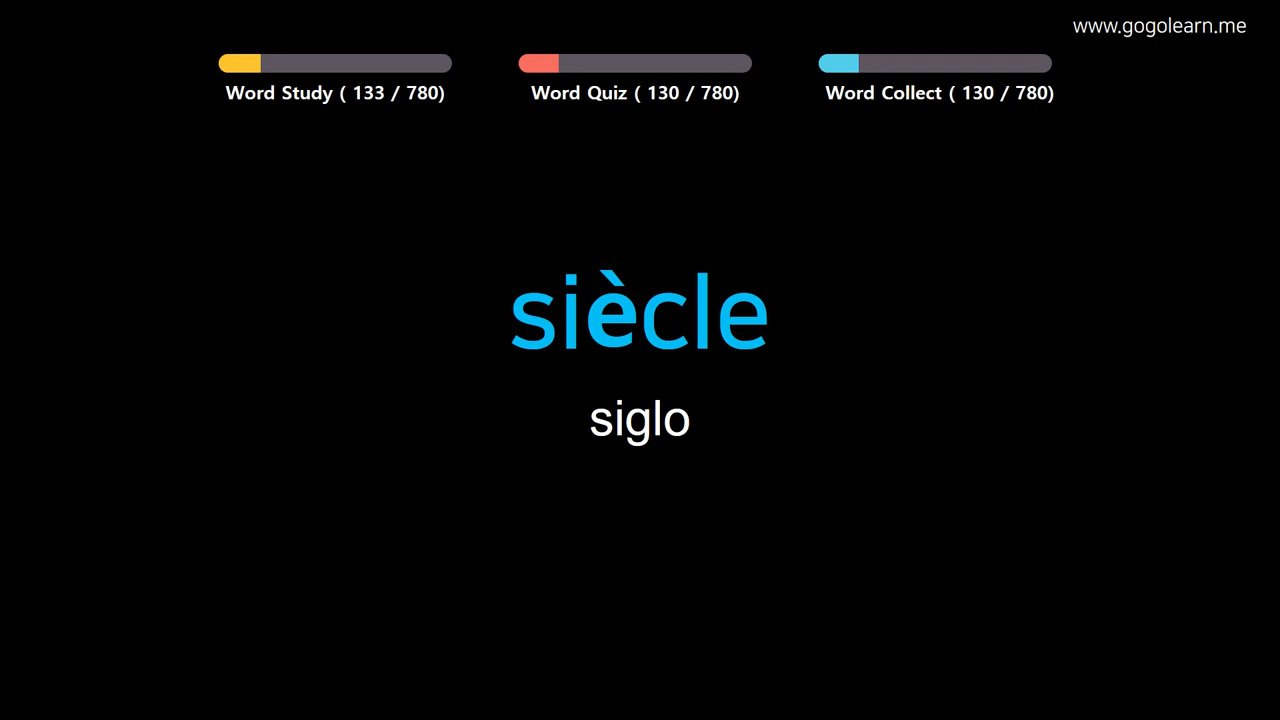 www.gogolearn.me
Word Study ( 133 / 780)
Word Quiz ( 130 / 780)
Word Collect ( 130 / 780)
siècle
siglo